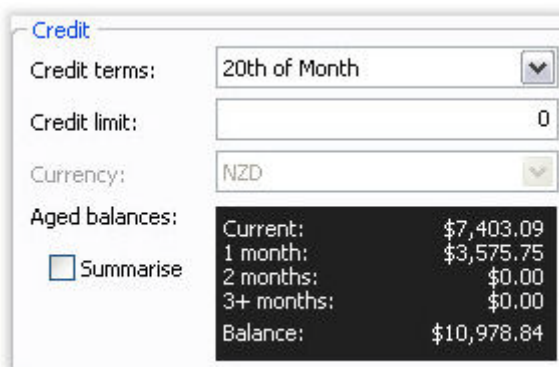 Credit
Credit terms: 20th of Month
Credit limit: 0
Currency: NZD
Aged balances:
Summarise
Current: $7,403.09
1 month: $3,575.75
2 months: $0.00
3+ months: $0.00
Balance: $10,978.84